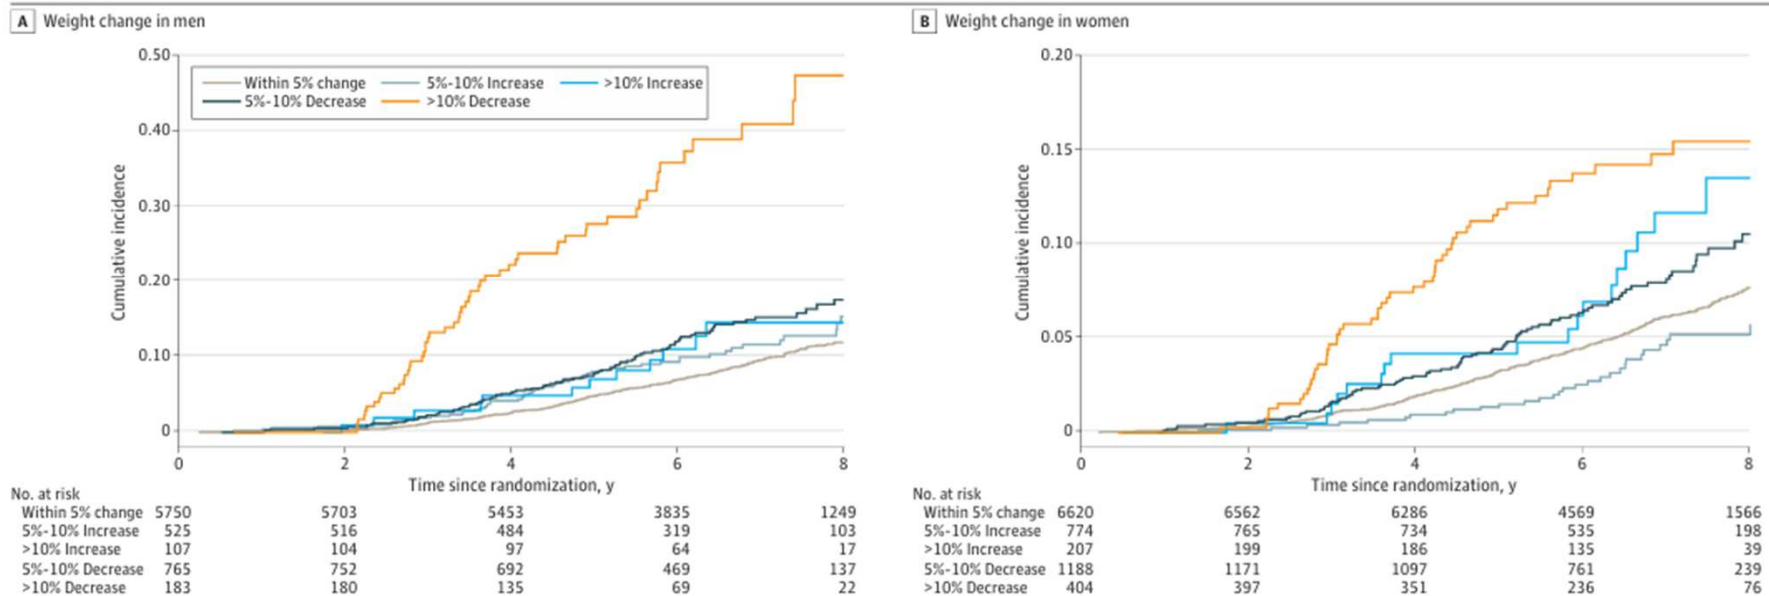 A Weight change in men
0.50
0.40
0.30
0.20
0.10
0
Cumulative incidence
Within 5% change 5%-10% Increase >10% Increase
5%-10% Decrease >10% Decrease
0 2 4 6 8
Time since randomization, y
No. at risk
Within 5% change 5750 5703 5453 3835 1249
5%-10% Increase 525 516 484 319 103
>10% Increase 107 104 97 64 17
5%-10% Decrease 765 752 692 469 137
>10% Decrease 183 180 135 69 22
B Weight change in women
0.20
0.15
0.10
0.05
0
Cumulative incidence
0 2 4 6 8
Time since randomization, y
No. at risk
Within 5% change 6620 6562 6286 4569 1566
5%-10% Increase 774 765 734 535 198
>10% Increase 207 199 186 135 39
5%-10% Decrease 1188 1171 1097 761 239
>10% Decrease 404 397 351 236 76